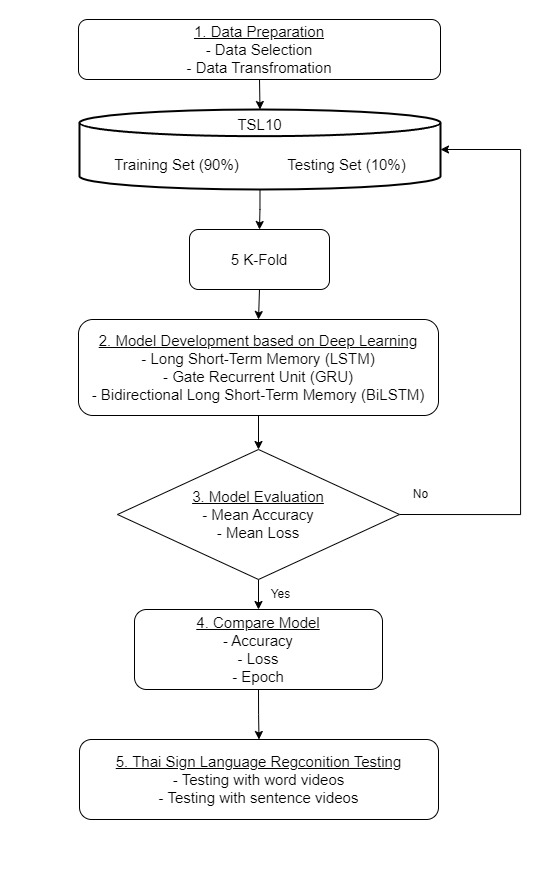 1. Data Preparation
- Data Selection
- Data Transfromation
TSL10
Training Set (90%) Testing Set (10%)
5 K-Fold
2. Model Development based on Deep Learning
- Long Short-Term Memory (LSTM)
- Gate Recurrent Unit (GRU)
- Bidirectional Long Short-Term Memory (BiLSTM)
No
3. Model Evaluation
- Mean Accuracy
- Mean Loss
Yes
4. Compare Model
- Accuracy
- Loss
- Epoch
5. Thai Sign Language Regconition Testing
- Testing with word videos
- Testing with sentence videos